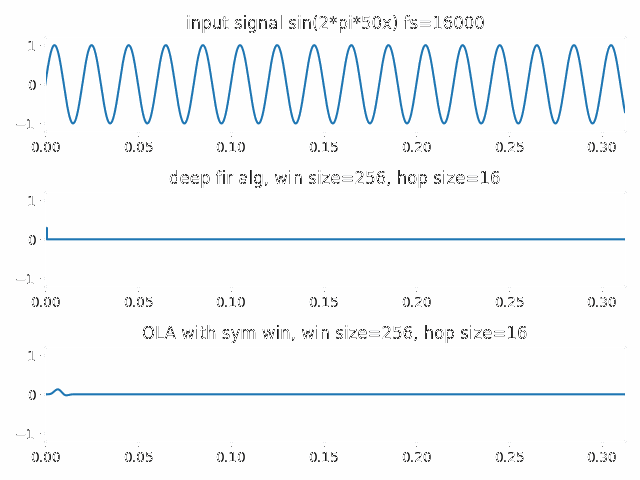 input signal sin(2*pi*50x) fs=16000
1
0
−1
0.00 0.05 0.10 0.15 0.20 0.25 0.30
deep fir alg, win size=256, hop size=16
1
0
−1
0.00 0.05 0.10 0.15 0.20 0.25 0.30
OLA with sym win, win size=256, hop size=16
1
0
−1
0.00 0.05 0.10 0.15 0.20 0.25 0.30